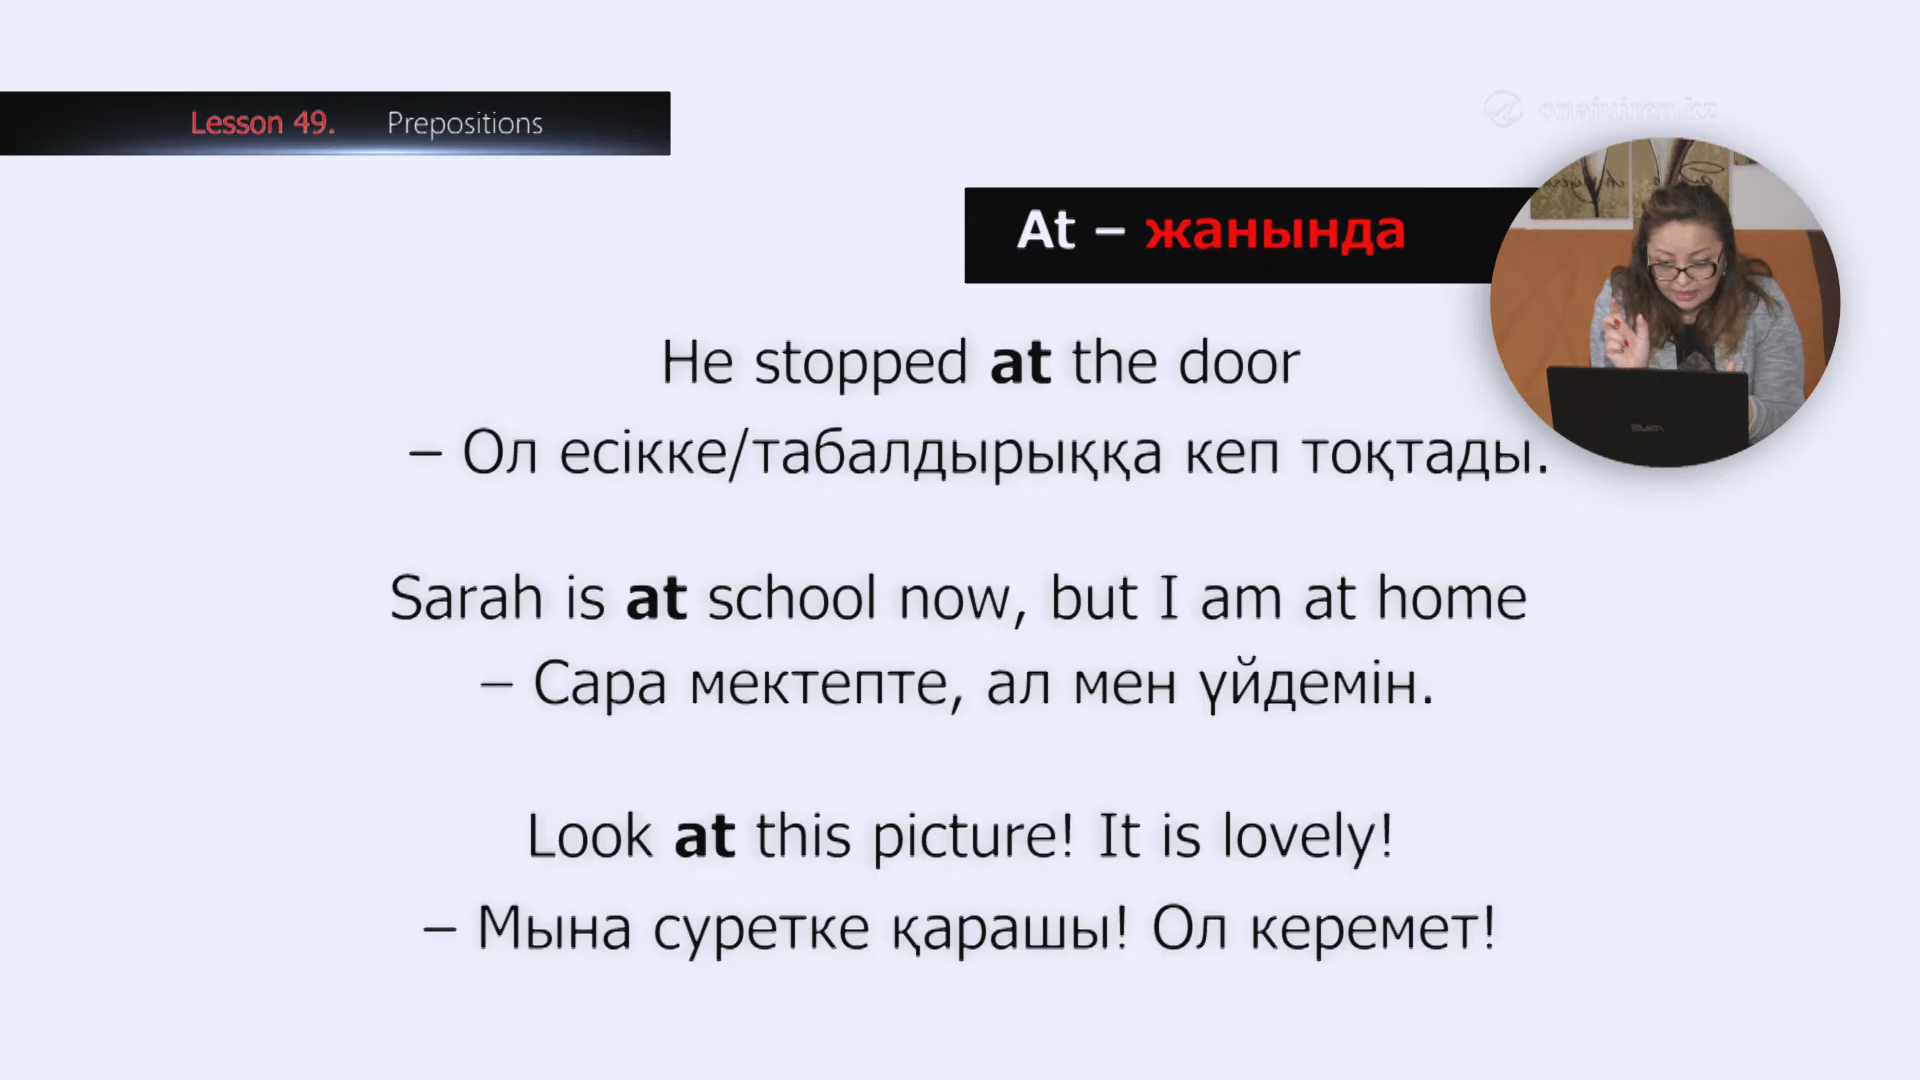 Lesson 49. Prepositions
At – жанында
He stopped at the door
– Ол есікке/табалдырыққа кеп тоқтады.
Sarah is at school now, but I am at home
– Сара мектепте, ал мен үйдемін.
Look at this picture! It is lovely!
– Мына суретке қарашы! Ол керемет!